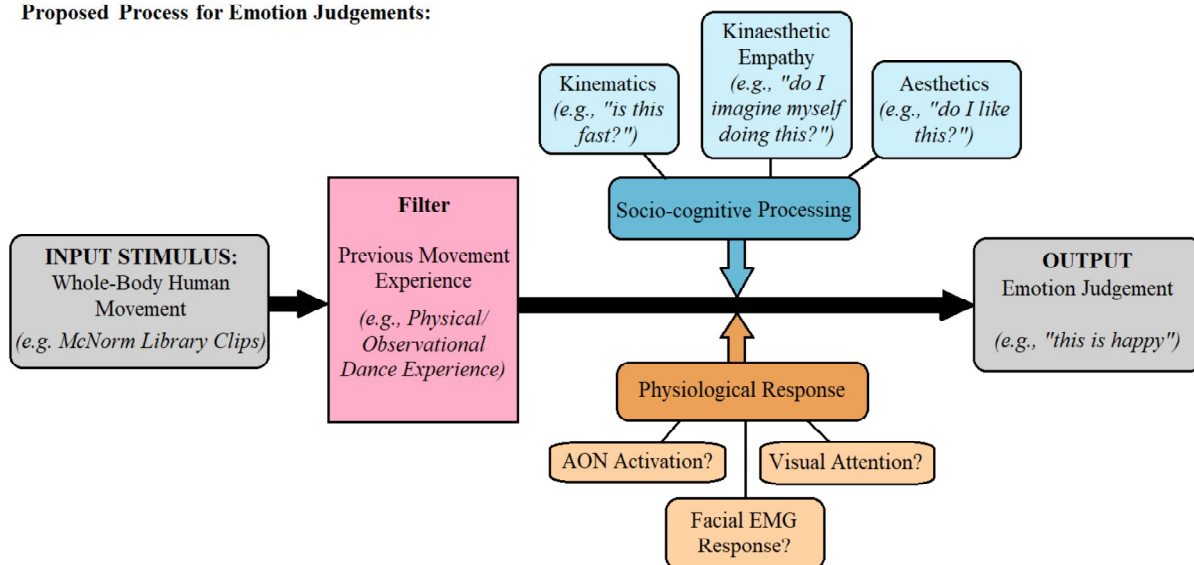 Proposed Process for Emotion Judgements:
Kinematics
(e.g., "is this
fast?")
Kinaesthetic
Empathy
(e.g., "do I
imagine myself
doing this?")
Aesthetics
(e.g., "do I like
this?")
Socio-cognitive Processing
INPUT STIMULUS:
Whole-Body Human
Movement
(e.g. McNorm Library Clips)
Filter
Previous Movement
Experience
(e.g., Physical/
Observational
Dance Experience)
OUTPUT
Emotion Judgement
(e.g., "this is happy")
Physiological Response
AON Activation?
Visual Attention?
Facial EMG
Response?